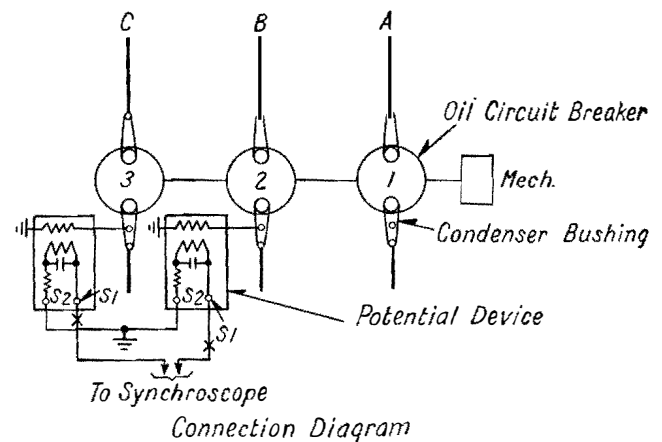 C B A
Oil Circuit Breaker
3 2 1
Mech.
Condenser Bushing
S2 S1 S2
S1
Potential Device
To Synchroscope
Connection Diagram